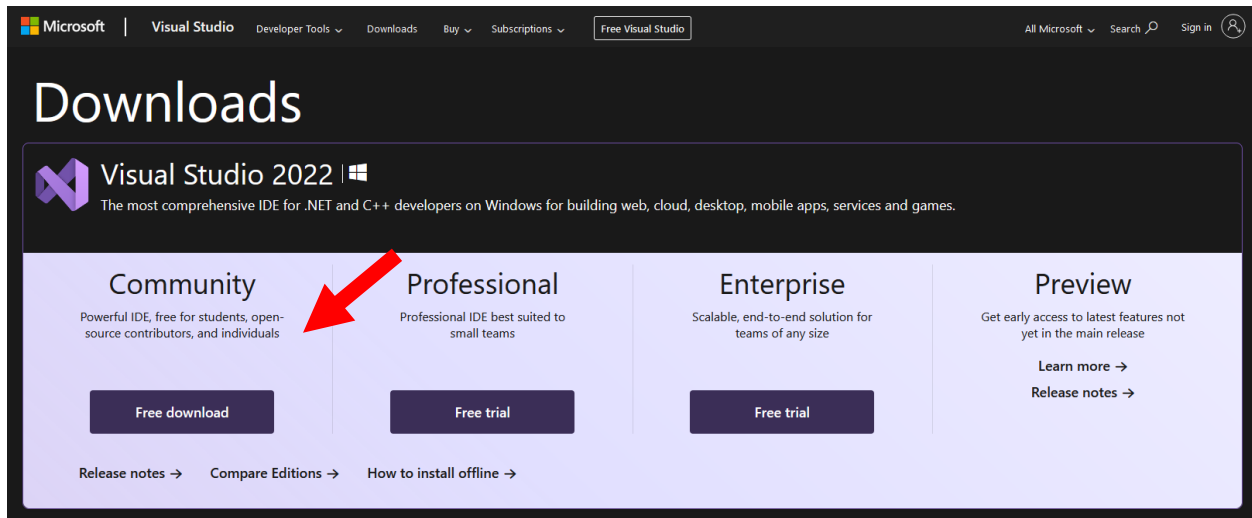 Microsoft Visual Studio Developer Tools Downloads Buy Subscriptions Free Visual Studio All Microsoft Search Sign in
Downloads
Visual Studio 2022
The most comprehensive IDE for .NET and C++ developers on Windows for building web, cloud, desktop, mobile apps, services and games.
Community
Powerful IDE, free for students, open-
source contributors, and individuals
Free download
Professional
Professional IDE best suited to
small teams
Free trial
Enterprise
Scalable, end-to-end solution for
teams of any size
Free trial
Preview
Get early access to latest features not
yet in the main release
Learn more →
Release notes →
Release notes → Compare Editions → How to install offline →